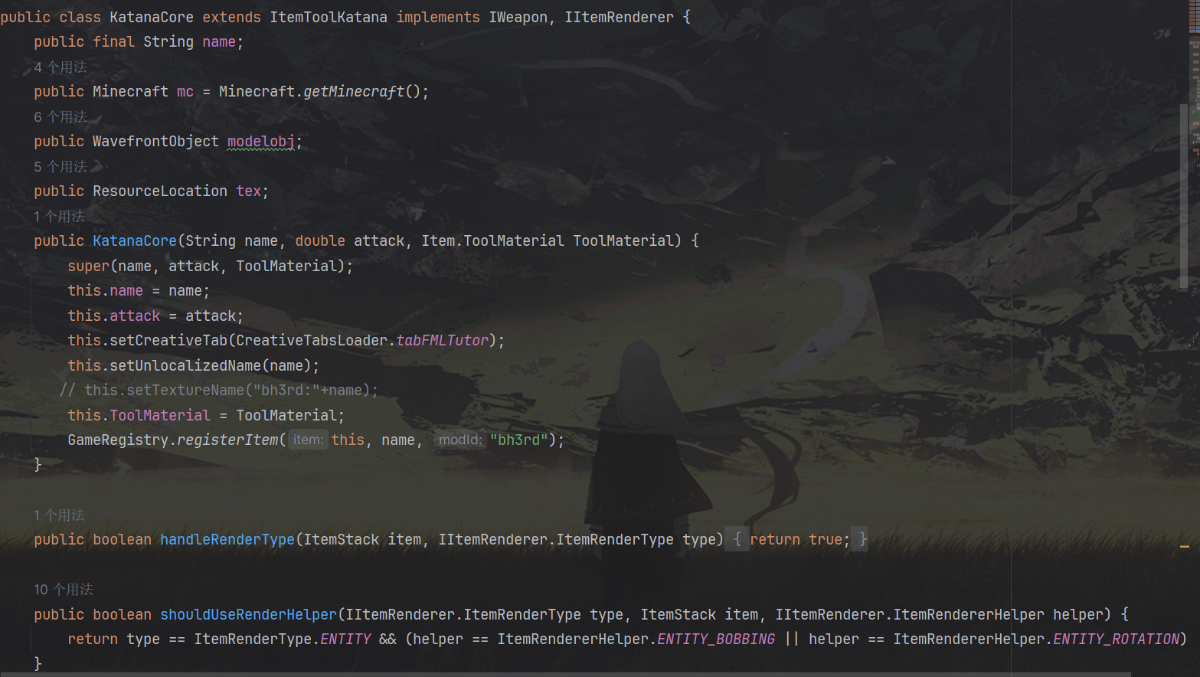 public class KatanaCore extends ItemToolKatana implements IWeapon, IItemRenderer {
public final String name;
4 个用法
public Minecraft mc = Minecraft.getMinecraft();
6 个用法
public WavefrontObject modelobj;
5 个用法
public ResourceLocation tex;
1 个用法
public KatanaCore(String name, double attack, Item.ToolMaterial ToolMaterial) {
super(name, attack, ToolMaterial);
this.name = name;
this.attack = attack;
this.setCreativeTab(CreativeTabsLoader.tabFMLTutor);
this.setUnlocalizedName(name);
// this.setTextureName("bh3rd:"+name);
this.ToolMaterial = ToolMaterial;
GameRegistry.registerItem( item: this, name, modId: "bh3rd");
}
1 个用法
public boolean handleRenderType(ItemStack item, IItemRenderer.ItemRenderType type) { return true; }
10 个用法
public boolean shouldUseRenderHelper(IItemRenderer.ItemRenderType type, ItemStack item, IItemRenderer.ItemRendererHelper helper) {
return type == ItemRenderType.ENTITY && (helper == ItemRendererHelper.ENTITY_BOBBING || helper == ItemRendererHelper.ENTITY_ROTATION)
}